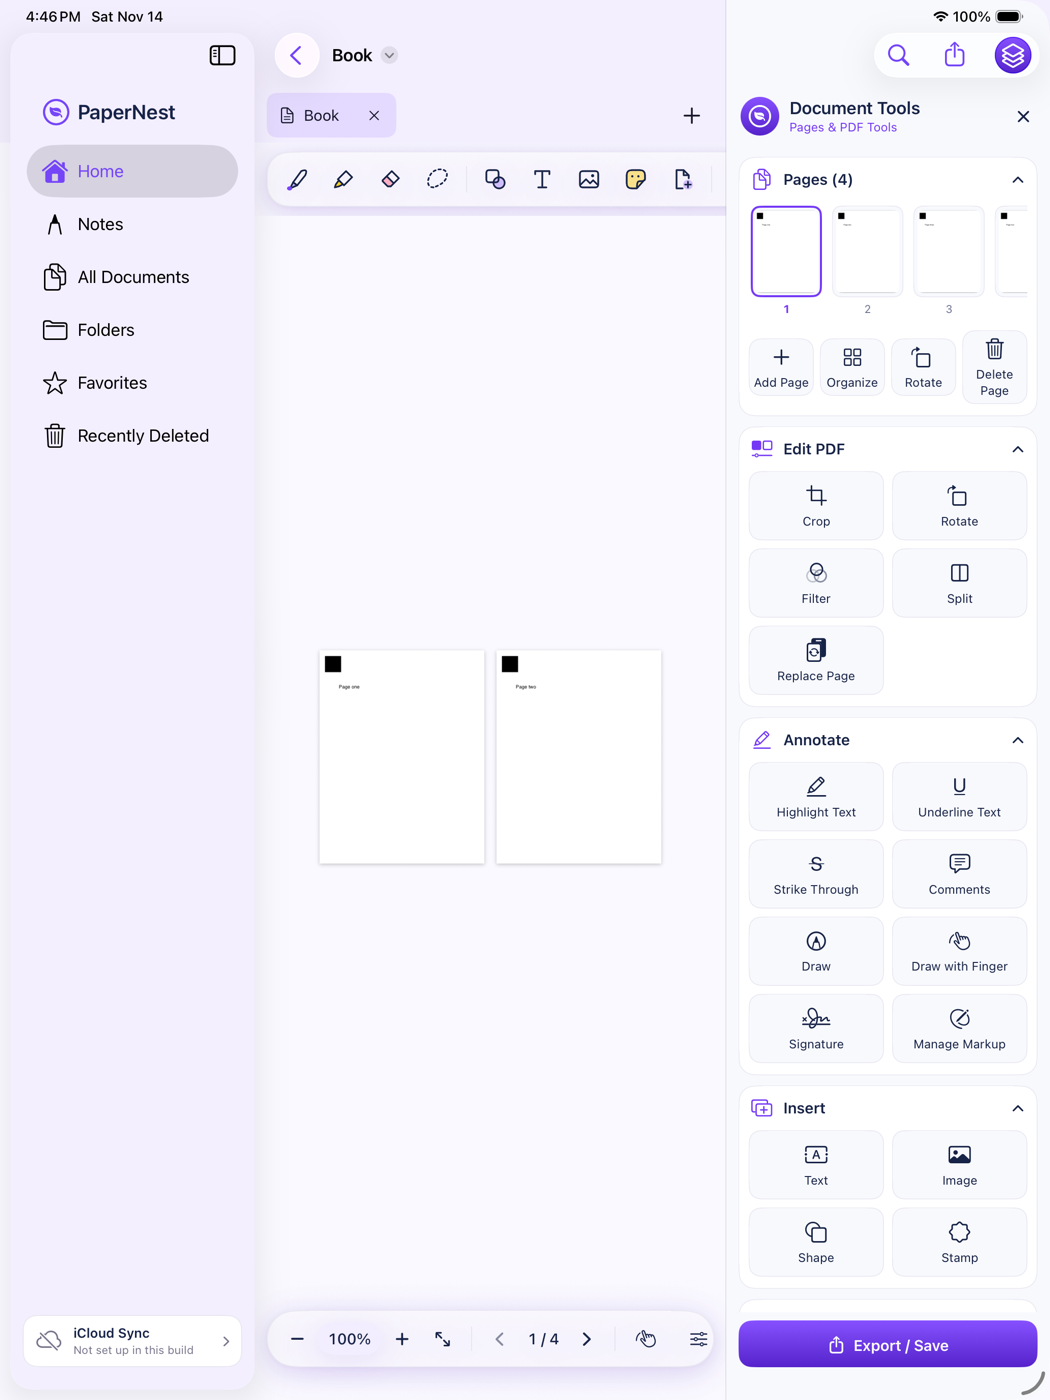 4:46 PM Sat Nov 14
100%
PaperNest
Home
Notes
All Documents
Folders
Favorites
Recently Deleted
iCloud Sync
Not set up in this build
Book
Book
Page one
Page two
100%
1 / 4
Document Tools
Pages & PDF Tools
Pages (4)
1
2
3
Add Page
Organize
Rotate
Delete
Page
Edit PDF
Crop
Rotate
Filter
Split
Replace Page
Annotate
Highlight Text
Underline Text
Strike Through
Comments
Draw
Draw with Finger
Signature
Manage Markup
Insert
Text
Image
Shape
Stamp
Export / Save